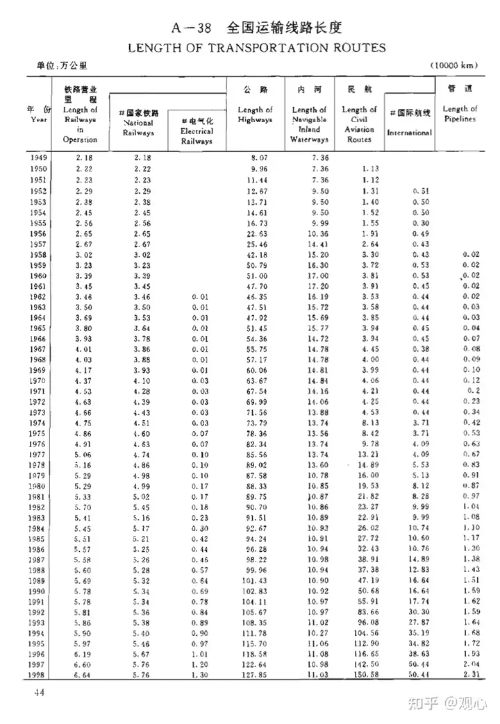 A—38 全国运输线路长度
LENGTH OF TRANSPORTATION ROUTES
单位:万公里 (10000 km)
铁路营业 公路 内河 民航 管道
里程
年份 Length of #国家铁路 #电气化 Length of Length of Length of #国际航线 Length of
Year Railways National Electrical Highways Navigable Civil International Pipelines
in Railways Railways Inland Aviation
Operation Waterways Routes
1949 2.18 2.18 8.07 7.36
1950 2.22 2.22 9.96 7.36 1.13
1951 2.23 2.23 11.44 7.36 1.12
1952 2.29 2.29 12.67 9.50 1.31 0.51
1953 2.38 2.38 13.71 9.50 1.40 0.50
1954 2.45 2.45 14.61 9.50 1.52 0.50
1955 2.56 2.56 16.73 9.99 1.55 0.30
1956 2.65 2.65 22.63 10.36 1.91 0.49
1957 2.67 2.67 25.46 14.41 2.64 0.43
1958 3.02 3.02 42.18 15.20 3.30 0.43 0.02
1959 3.23 3.23 50.79 16.30 3.72 0.53 0.02
1960 3.39 3.39 51.00 17.00 3.81 0.53 0.02
1961 3.45 3.45 47.70 17.20 3.91 0.45 0.02
1962 3.46 3.46 0.01 46.35 16.19 3.53 0.44 0.02
1963 3.50 3.50 0.01 47.51 15.72 3.58 0.44 0.03
1964 3.69 3.53 0.01 47.92 15.69 3.85 0.44 0.03
1965 3.80 3.64 0.01 51.45 15.77 3.94 0.45 0.04
1966 3.93 3.78 0.01 54.36 14.72 3.94 0.45 0.07
1967 4.01 3.86 0.01 55.75 14.78 4.45 0.38 0.08
1968 4.03 3.88 0.01 57.17 14.78 4.00 0.44 0.09
1969 4.17 3.93 0.01 60.06 14.81 3.99 0.44 0.10
1970 4.37 4.10 0.03 63.67 14.84 4.06 0.44 0.12
1971 4.53 4.28 0.03 67.54 14.16 4.21 0.44 0.2
1972 4.63 4.39 0.03 69.99 14.06 4.25 0.44 0.23
1973 4.66 4.43 0.03 71.56 13.88 4.53 0.44 0.34
1974 4.75 4.51 0.03 73.79 13.74 8.13 3.71 0.42
1975 4.86 4.60 0.07 78.36 13.56 8.42 3.71 0.53
1976 4.91 4.63 0.07 82.34 13.74 9.78 4.09 0.63
1977 5.06 4.74 0.10 85.56 13.74 13.21 4.09 0.67
1978 5.16 4.86 0.10 89.02 13.60 14.89 5.53 0.83
1979 5.29 4.98 0.10 87.58 10.78 16.00 5.13 0.91
1980 5.29 4.99 0.17 88.33 10.85 19.53 8.12 0.87
1981 5.33 5.02 0.17 89.75 10.87 21.82 8.28 0.97
1982 5.70 5.45 0.18 90.70 10.86 23.27 9.99 1.04
1983 5.41 5.16 0.23 91.51 10.89 22.91 9.99 1.08
1984 5.45 5.17 0.30 92.67 10.93 26.02 10.74 1.10
1985 5.51 5.21 0.42 94.24 10.91 27.72 10.60 1.17
1986 5.57 5.25 0.44 96.28 10.94 32.43 10.76 1.30
1987 5.58 5.26 0.46 98.22 10.98 38.91 14.89 1.38
1988 5.60 5.28 0.57 99.96 10.94 37.38 12.83 1.43
1989 5.69 5.32 0.64 101.43 10.90 47.19 16.64 1.51
1990 5.78 5.34 0.69 102.83 10.92 50.68 16.64 1.59
1991 5.78 5.34 0.78 104.11 10.97 55.91 17.74 1.62
1992 5.81 5.36 0.84 105.67 10.97 83.66 30.30 1.59
1993 5.86 5.38 0.89 108.35 11.02 96.08 27.87 1.64
1994 5.90 5.40 0.90 111.78 10.27 104.56 35.19 1.68
1995 5.97 5.46 0.97 115.70 11.06 112.90 34.82 1.72
1996 6.19 5.67 1.01 118.58 11.08 116.65 38.63 1.93
1997 6.60 5.76 1.20 122.64 10.98 142.50 50.44 2.04
1998 6.64 5.76 1.30 127.85 11.03 150.58 50.44 2.31
44
知乎 @观心